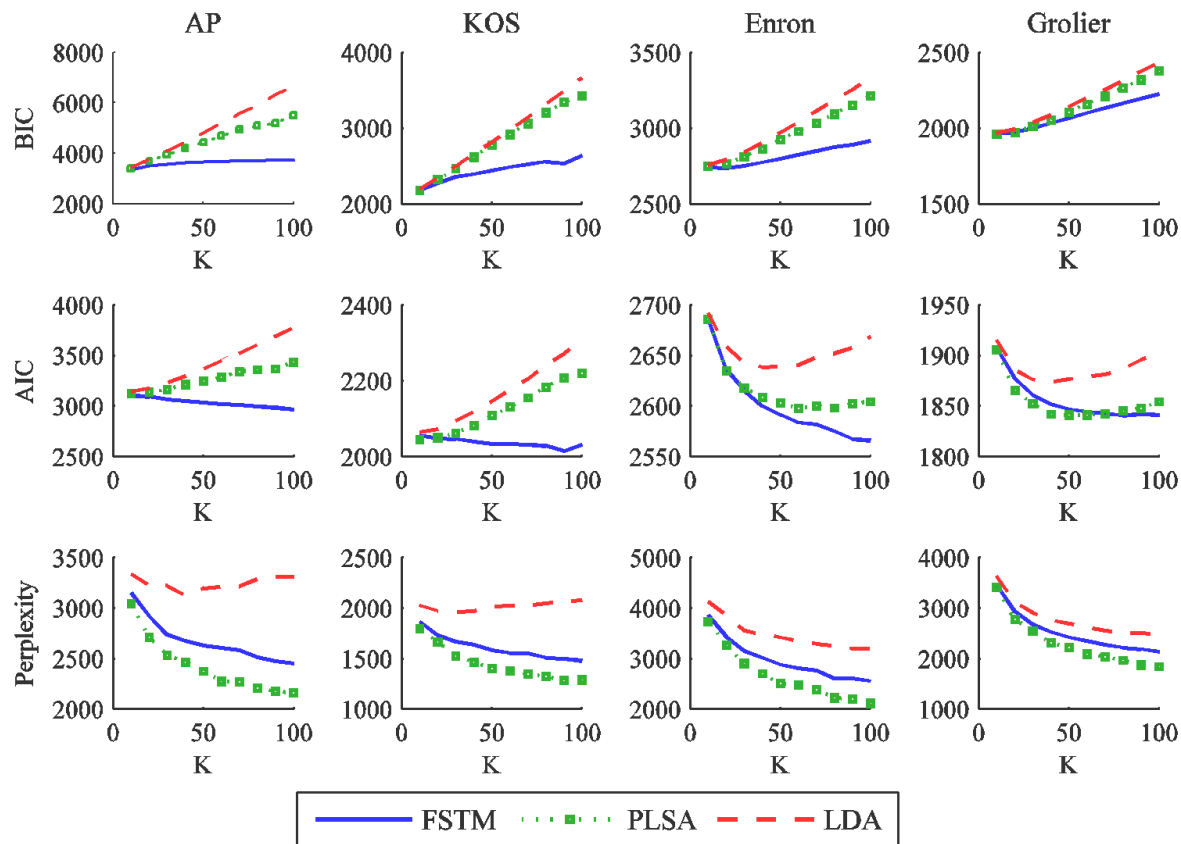 AP KOS Enron Grolier
BIC
8000 6000 4000 2000
0 50 100
K
4000 3000 2000
0 50 100
K
3500 3000 2500
0 50 100
K
2500 2000 1500
0 50 100
K
AIC
4000 3500 3000 2500
0 50 100
K
2400 2200 2000
0 50 100
K
2700 2650 2600 2550
0 50 100
K
1950 1900 1850 1800
0 50 100
K
Perplexity
3500 3000 2500 2000
0 50 100
K
2500 2000 1500 1000
0 50 100
K
5000 4000 3000 2000
0 50 100
K
4000 3000 2000 1000
0 50 100
K
FSTM PLSA LDA